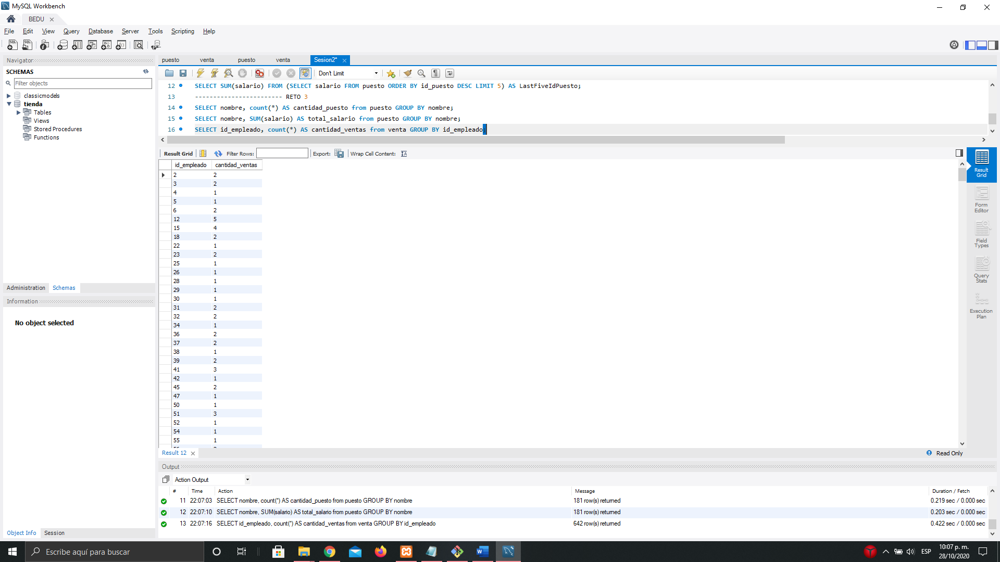 MySQL Workbench
BEDU
File Edit View Query Database Server Tools Scripting Help
Navigator
SCHEMAS
Filter objects
classicmodels
tienda
Tables
Views
Stored Procedures
Functions
Administration Schemas
Information
No object selected
Object Info Session
puesto venta puesto venta Sesion2*
Don't Limit
12 SELECT SUM(salario) FROM (SELECT salario FROM puesto ORDER BY id_puesto DESC LIMIT 5) AS LastFiveIdPuesto;
13 ------------------------ RETO 3
14 SELECT nombre, count(*) AS cantidad_puesto from puesto GROUP BY nombre;
15 SELECT nombre, SUM(salario) AS total_salario from puesto GROUP BY nombre;
16 SELECT id_empleado, count(*) AS cantidad_ventas from venta GROUP BY id_empleado;
Result Grid Filter Rows: Export: Wrap Cell Content:
id_empleado cantidad_ventas
2 2
3 2
4 1
5 1
6 2
12 5
15 4
18 2
22 1
23 2
25 1
26 1
28 1
29 1
30 1
31 2
32 2
34 1
36 2
37 2
38 1
39 2
41 3
42 1
45 2
47 1
50 1
51 3
52 1
54 1
55 1
Result Grid
Form Editor
Field Types
Query Stats
Execution Plan
Result 12
Read Only
Output
Action Output
# Time Action Message Duration / Fetch
11 22:07:03 SELECT nombre, count(*) AS cantidad_puesto from puesto GROUP BY nombre 181 row(s) returned 0.219 sec / 0.000 sec
12 22:07:10 SELECT nombre, SUM(salario) AS total_salario from puesto GROUP BY nombre 181 row(s) returned 0.203 sec / 0.000 sec
13 22:07:16 SELECT id_empleado, count(*) AS cantidad_ventas from venta GROUP BY id_empleado 642 row(s) returned 0.422 sec / 0.000 sec
Escribe aquí para buscar
ESP
10:07 p. m.
28/10/2020